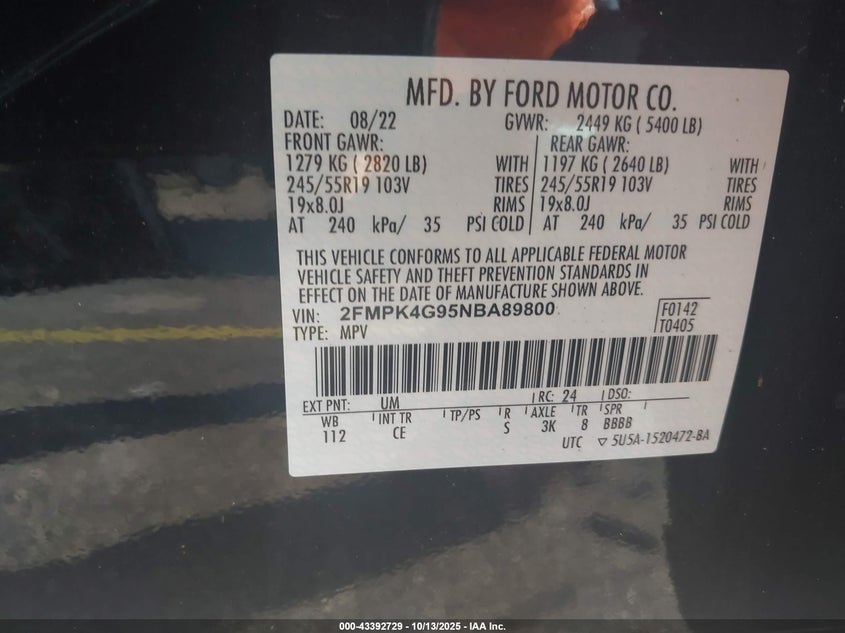 MFD. BY FORD MOTOR CO.
DATE: 08/22 GVWR: 2449 KG ( 5400 LB)
FRONT GAWR: REAR GAWR:
1279 KG ( 2820 LB) WITH 1197 KG ( 2640 LB) WITH
245/55R19 103V TIRES 245/55R19 103V TIRES
19x8.0J RIMS 19x8.0J RIMS
AT 240 kPa/ 35 PSI COLD AT 240 kPa/ 35 PSI COLD
THIS VEHICLE CONFORMS TO ALL APPLICABLE FEDERAL MOTOR
VEHICLE SAFETY AND THEFT PREVENTION STANDARDS IN
EFFECT ON THE DATE OF MANUFACTURE SHOWN ABOVE.
VIN: 2FMPK4G95NBA89800 F0142
TYPE: MPV T0405
EXT PNT: UM RC: 24 DSO:
WB INT TR TP/PS R AXLE TR SPR
112 CE S 3K 8 BBBB
UTC ▽ 5U5A-1520472-BA
000-43392729 - 10/13/2025 - IAA Inc.